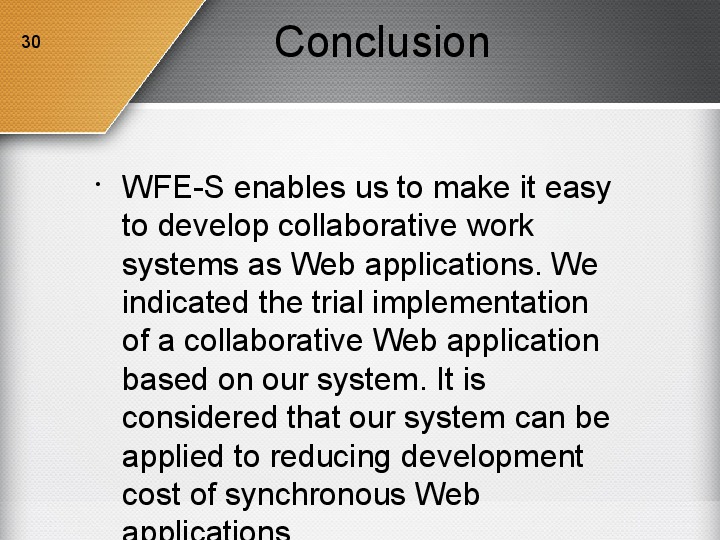 30
Conclusion
• WFE-S enables us to make it easy
to develop collaborative work
systems as Web applications. We
indicated the trial implementation
of a collaborative Web application
based on our system. It is
considered that our system can be
applied to reducing development
cost of synchronous Web
applications